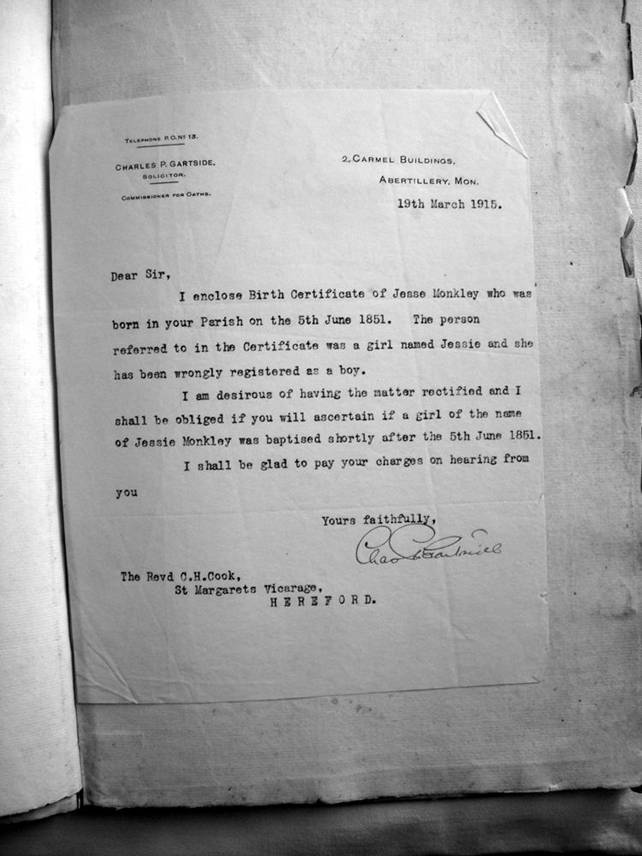 TELEPHONE P.O. No 13.
CHARLES P. GARTSIDE.
SOLICITOR.
COMMISSIONER FOR OATHS.
2, CARMEL BUILDINGS,
ABERTILLERY, MON.
19th March 1915.
Dear Sir,
I enclose Birth Certificate of Jesse Monkley who was
born in your Parish on the 5th June 1851. The person
referred to in the Certificate was a girl named Jessie and she
has been wrongly registered as a boy.
I am desirous of having the matter rectified and I
shall be obliged if you will ascertain if a girl of the name
of Jessie Monkley was baptised shortly after the 5th June 1851.
I shall be glad to pay your charges on hearing from
you
Yours faithfully,
Chas P Gartside
The Revd C.H.Cook,
St Margarets Vicarage,
HEREFORD.